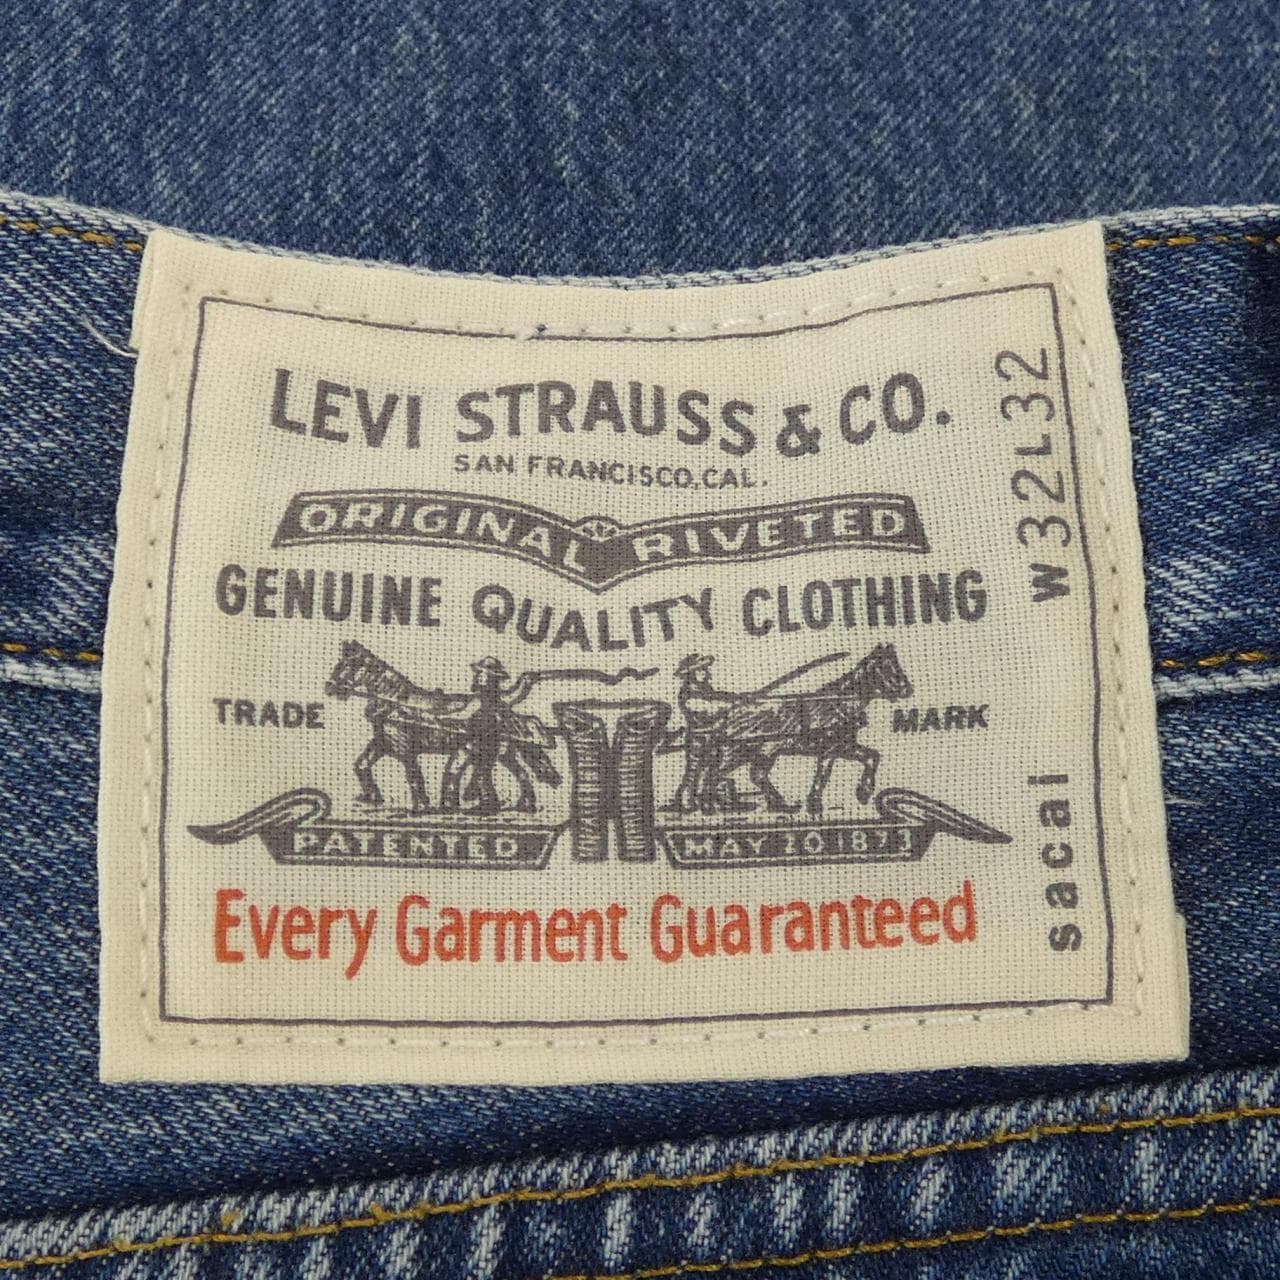 LEVI STRAUSS & CO.
SAN FRANCISCO, CAL.
ORIGINAL RIVETED
GENUINE QUALITY CLOTHING
TRADE MARK
PATENTED MAY 20 1873
Every Garment Guaranteed
W32L32
sacal